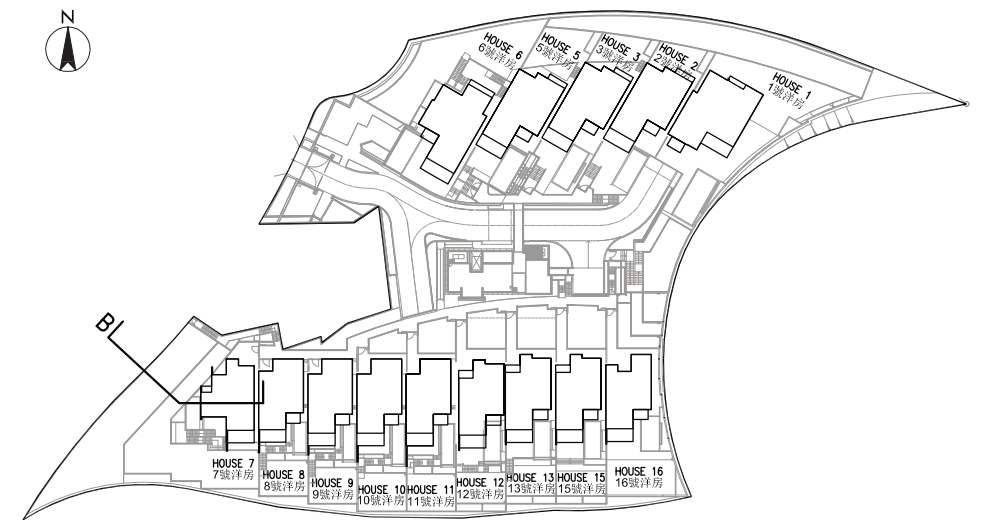 N
HOUSE 6
6號洋房
HOUSE 5
5號洋房
HOUSE 3
3號洋房
HOUSE 2
2號洋房
HOUSE 1
1號洋房
B
HOUSE 7
7號洋房
HOUSE 8
8號洋房
HOUSE 9
9號洋房
HOUSE 10
10號洋房
HOUSE 11
11號洋房
HOUSE 12
12號洋房
HOUSE 13
13號洋房
HOUSE 15
15號洋房
HOUSE 16
16號洋房